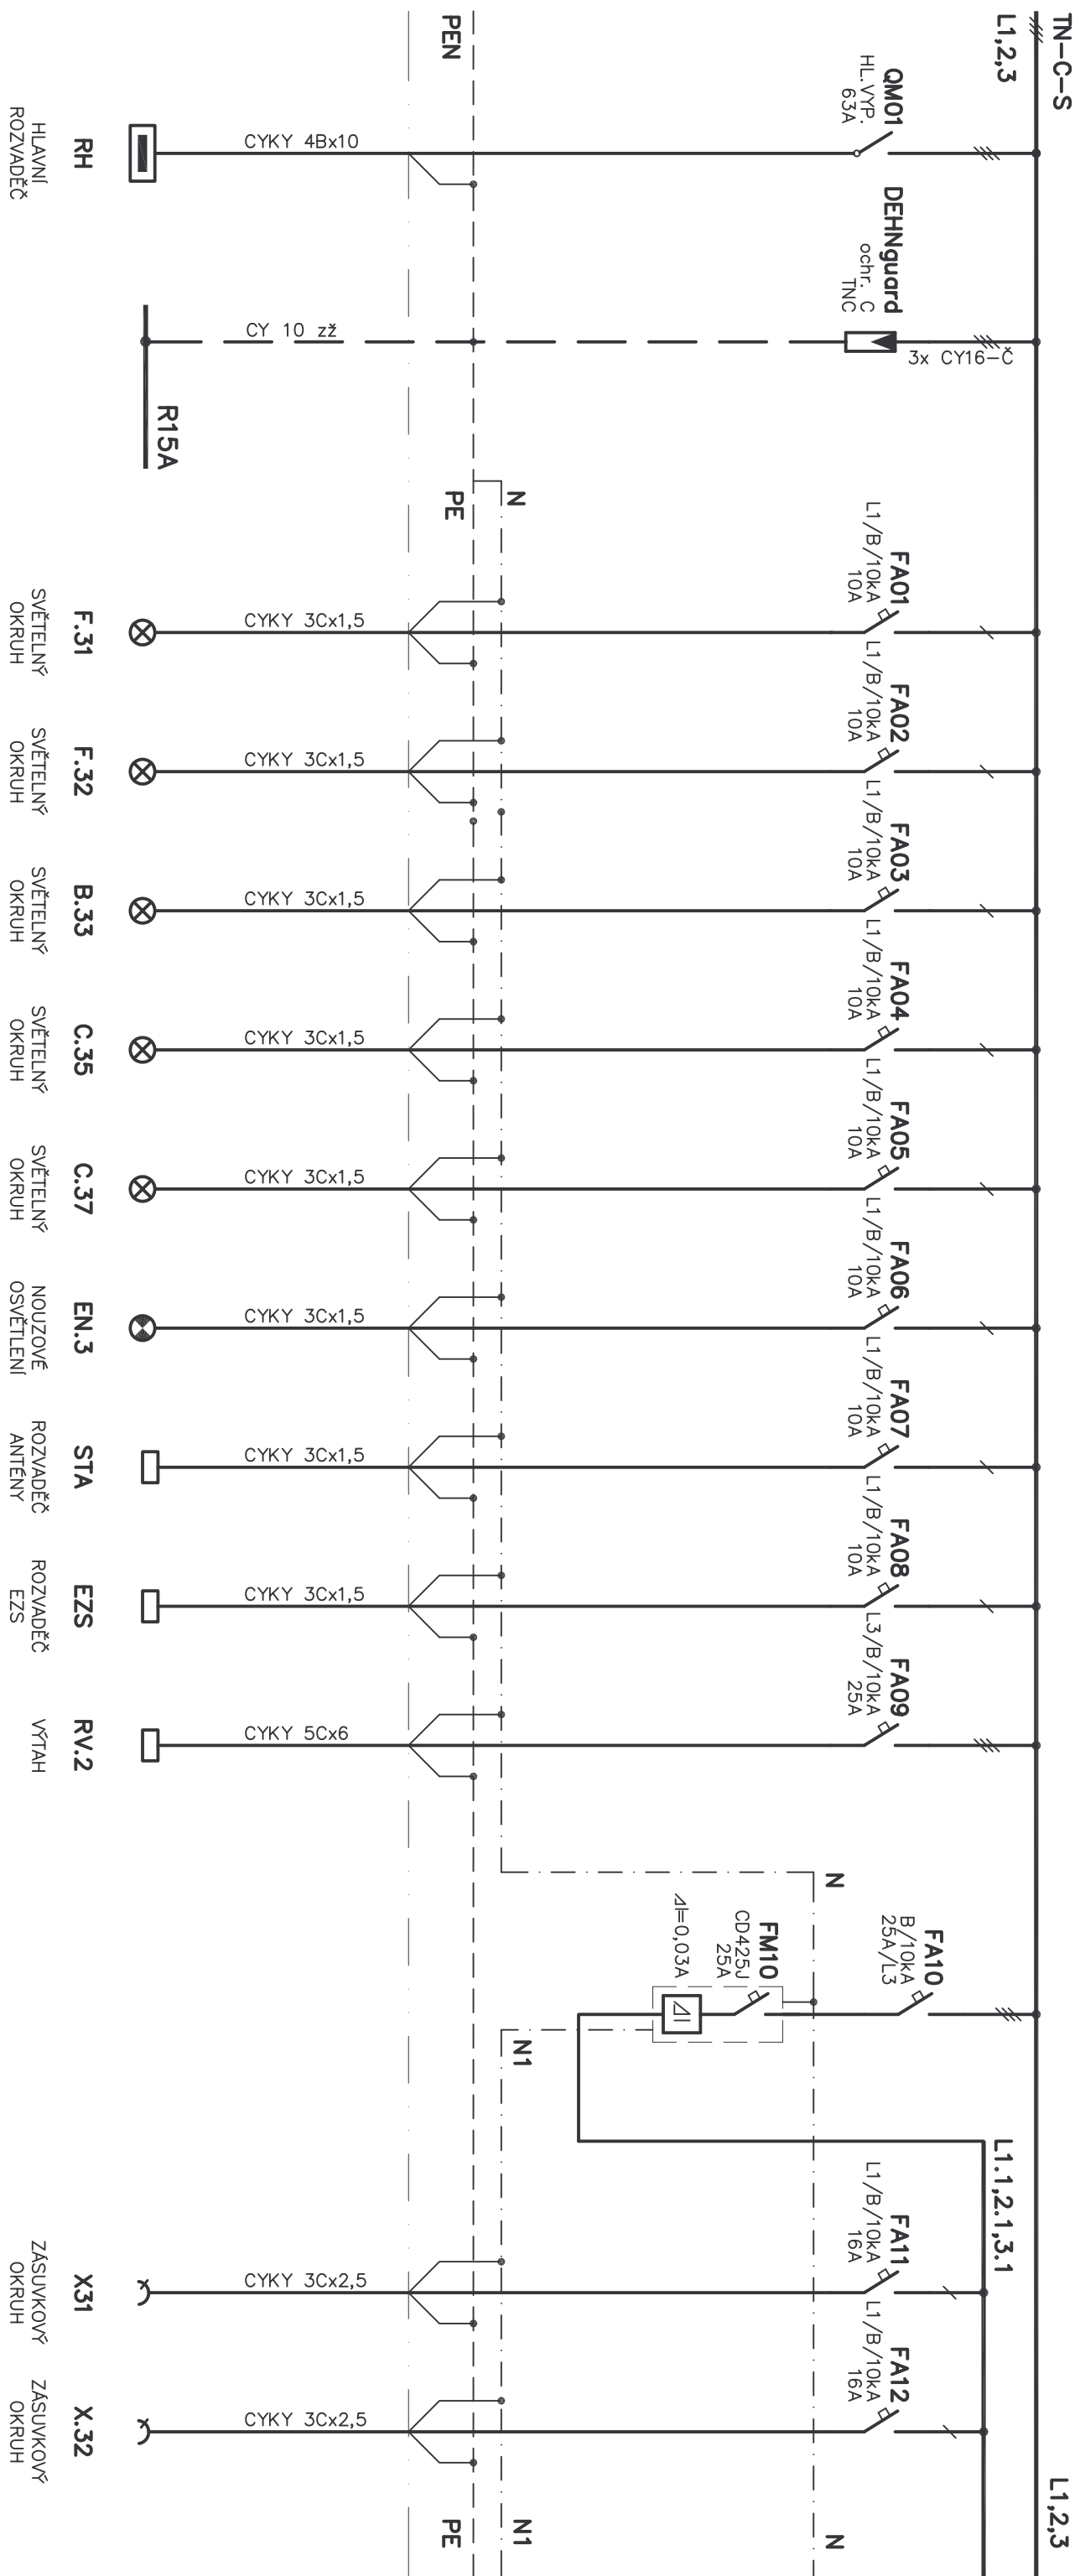 TN-C-S
L1,2,3
PEN
QM01
HL.VYP.
63A
CYKY 4Bx10
RH
HLAVNÍ
ROZVADĚČ
DEHNguard
ochr. C
TNC
3x CY16-Č
CY 10 zž
R15A
N
PE
FA01
L1/B/10kA
10A
CYKY 3Cx1,5
F.31
SVĚTELNÝ
OKRUH
FA02
L1/B/10kA
10A
CYKY 3Cx1,5
F.32
SVĚTELNÝ
OKRUH
FA03
L1/B/10kA
10A
CYKY 3Cx1,5
B.33
SVĚTELNÝ
OKRUH
FA04
L1/B/10kA
10A
CYKY 3Cx1,5
C.35
SVĚTELNÝ
OKRUH
FA05
L1/B/10kA
10A
CYKY 3Cx1,5
C.37
SVĚTELNÝ
OKRUH
FA06
L1/B/10kA
10A
CYKY 3Cx1,5
EN.3
NOUZOVÉ
OSVĚTLENÍ
FA07
L1/B/10kA
10A
CYKY 3Cx1,5
STA
ROZVADĚČ
ANTÉNY
FA08
L1/B/10kA
10A
CYKY 3Cx1,5
EZS
ROZVADĚČ
EZS
FA09
L3/B/10kA
25A
CYKY 5Cx6
RV.2
VÝTAH
N
FA10
B/10kA
25A/L3
FM10
CD425J
25A
⊿I=0,03A
⊿I
N1
L1.1,2.1,3.1
FA11
L1/B/10kA
16A
CYKY 3Cx2,5
X31
ZÁSUVKOVÝ
OKRUH
FA12
L1/B/10kA
16A
CYKY 3Cx2,5
X.32
ZÁSUVKOVÝ
OKRUH
L1,2,3
N
N1
PE